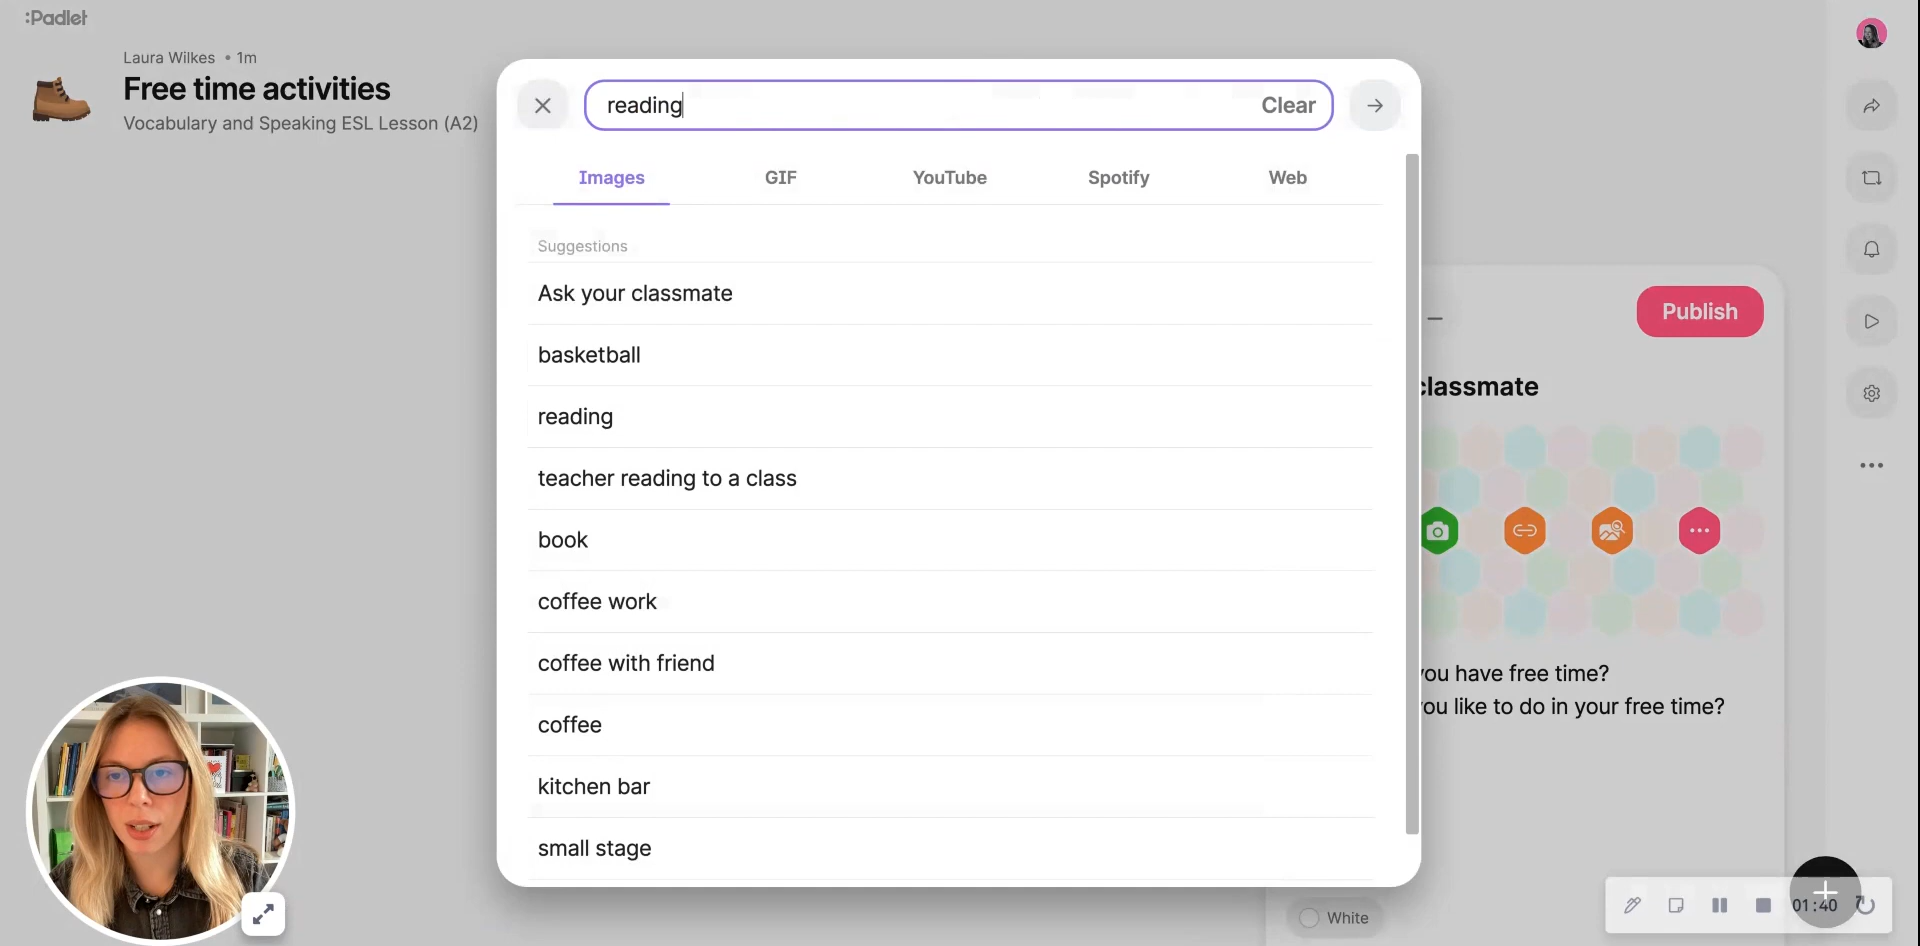 :Padlet
Laura Wilkes • 1m
Free time activities
Vocabulary and Speaking ESL Lesson (A2)
reading
Clear
Images
GIF
YouTube
Spotify
Web
Suggestions
Ask your classmate
basketball
reading
teacher reading to a class
book
coffee work
coffee with friend
coffee
kitchen bar
small stage
Publish
classmate
you have free time?
you like to do in your free time?
White
01:40